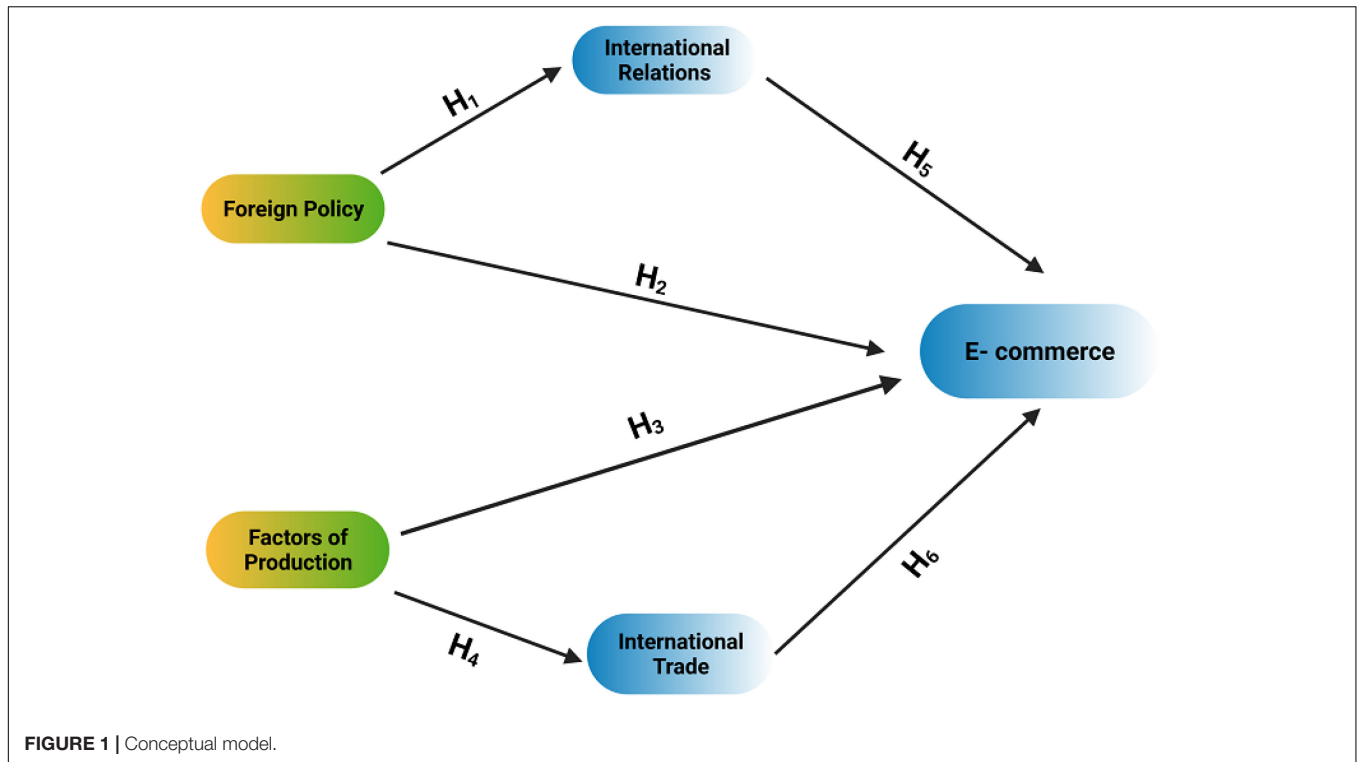 International
Relations
H₁
H₅
Foreign Policy
H₂
E- commerce
H₃
Factors of
Production
H₆
H₄
International
Trade
FIGURE 1 | Conceptual model.